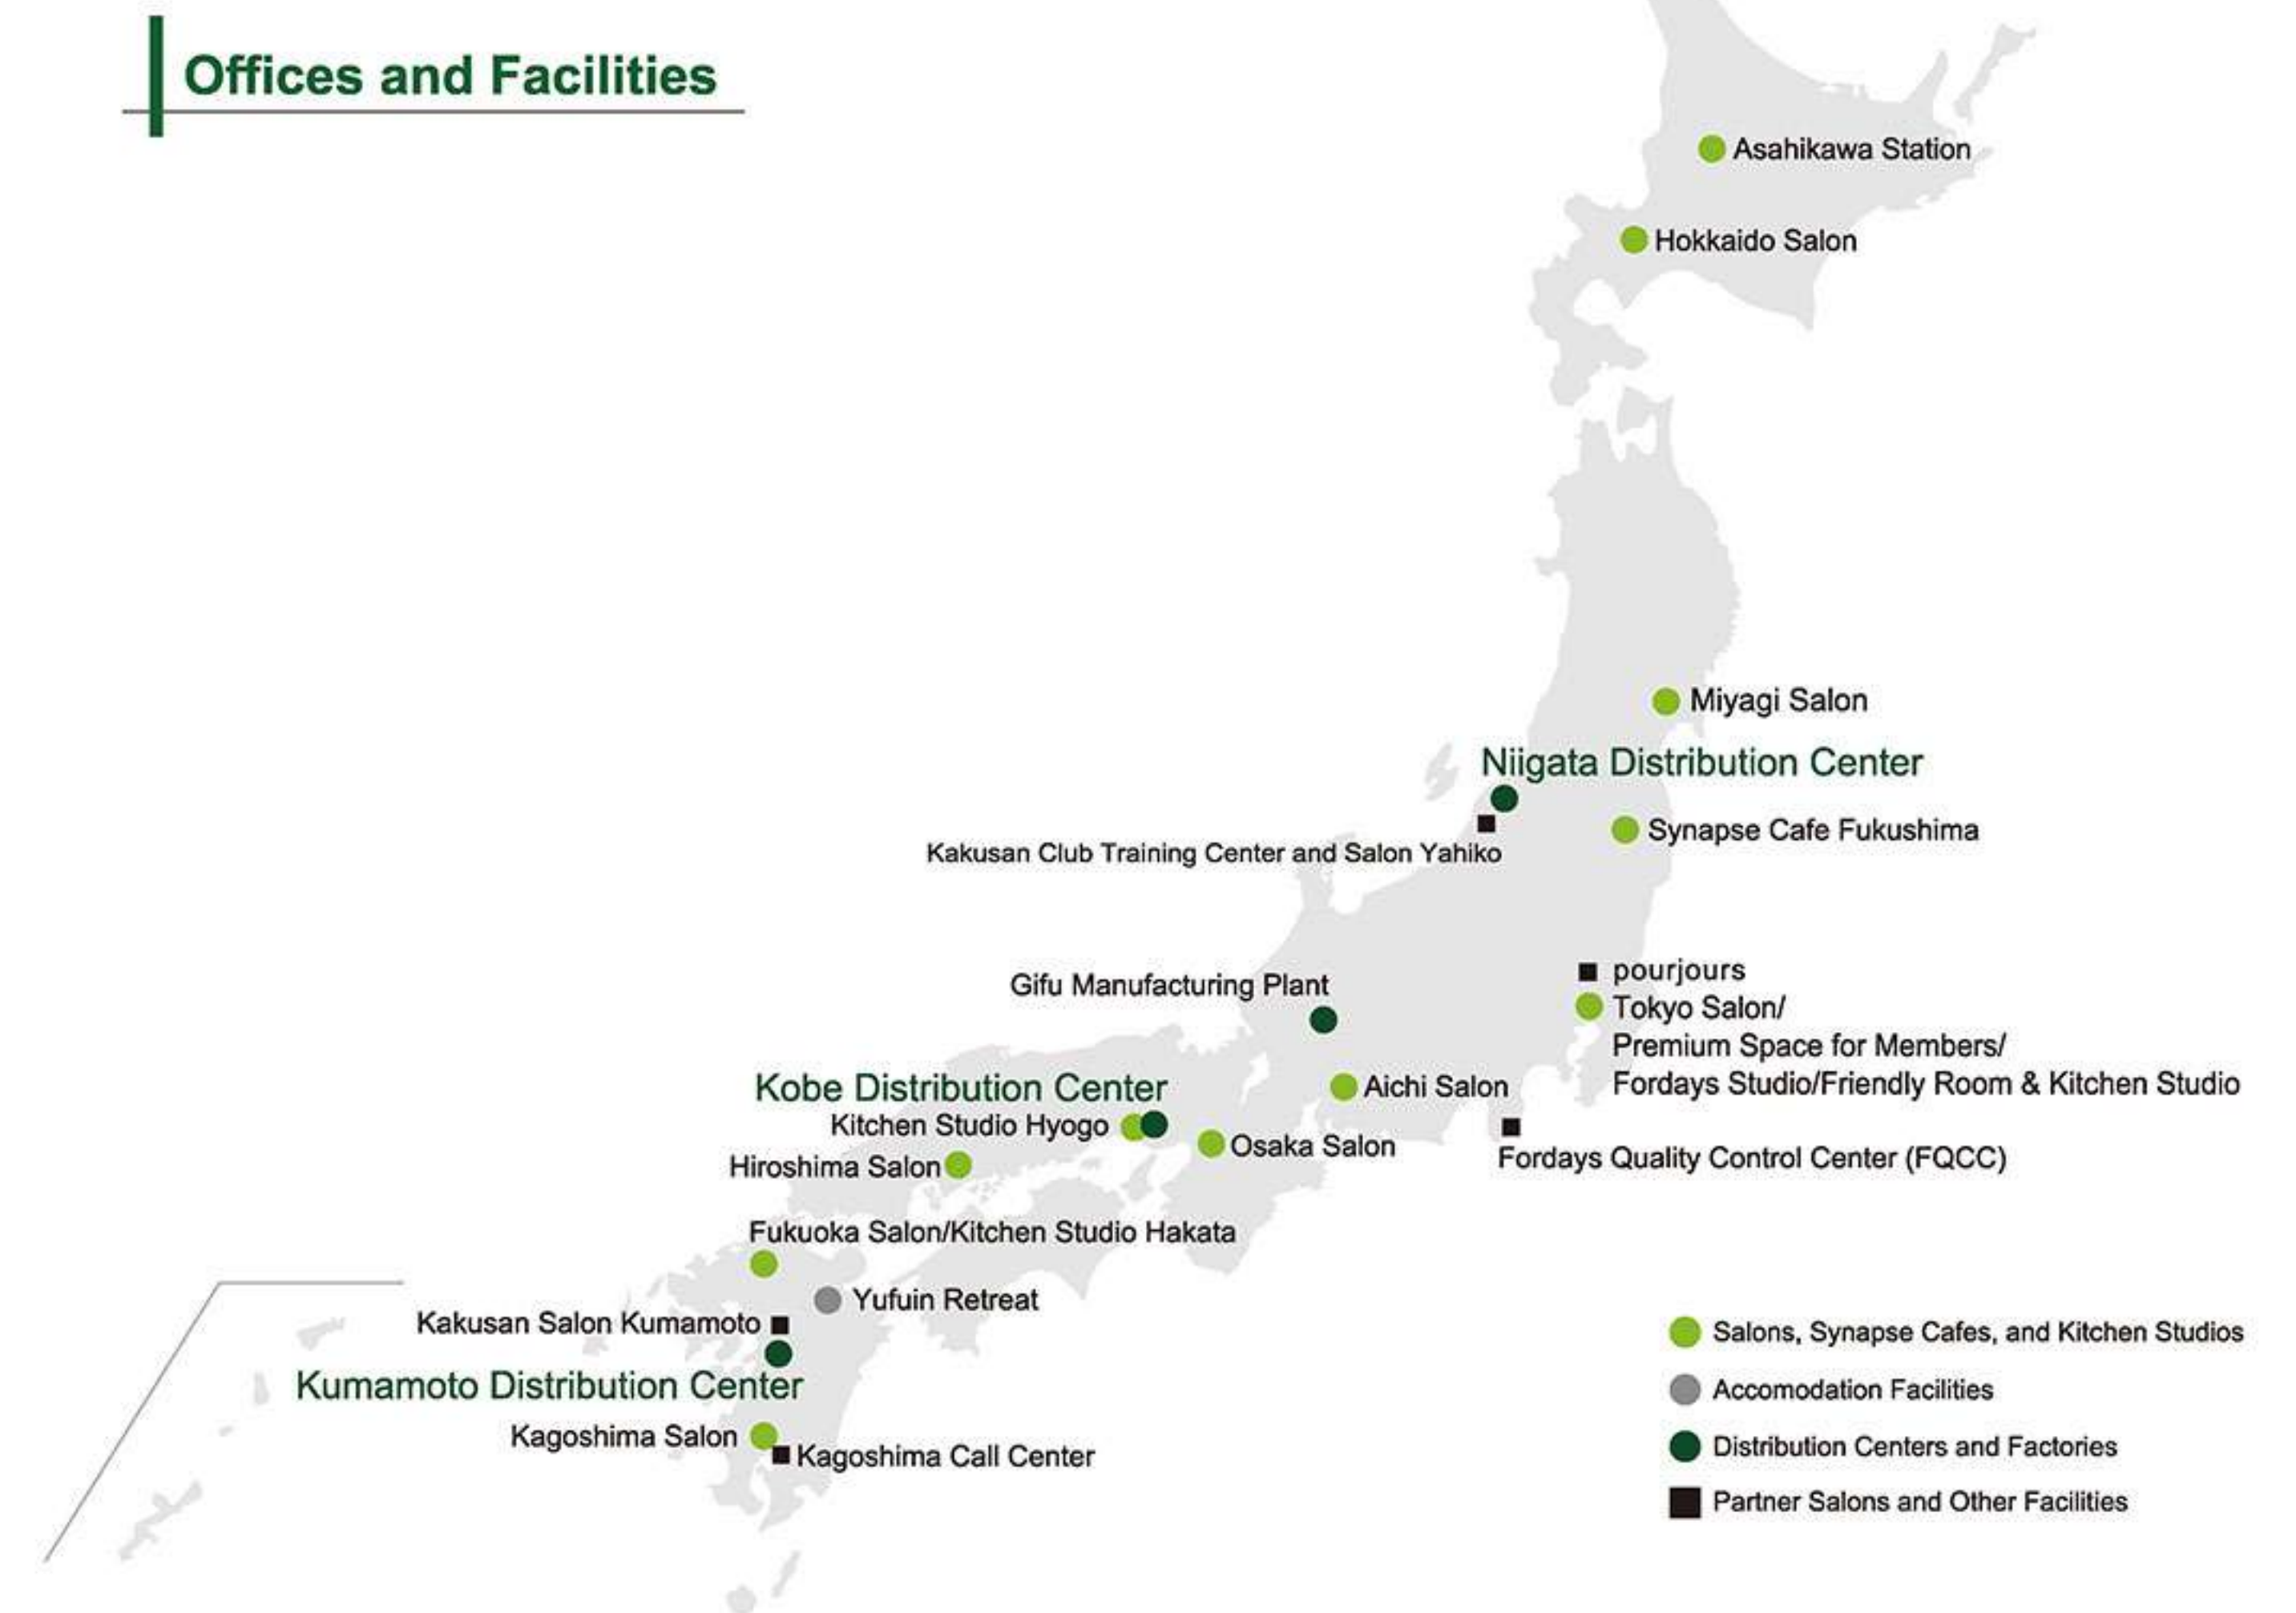 Offices and Facilities
Asahikawa Station
Hokkaido Salon
Miyagi Salon
Niigata Distribution Center
Synapse Cafe Fukushima
Kakusan Club Training Center and Salon Yahiko
pourjours
Gifu Manufacturing Plant
Tokyo Salon/
Premium Space for Members/
Fordays Studio/Friendly Room & Kitchen Studio
Kobe Distribution Center
Aichi Salon
Kitchen Studio Hyogo
Osaka Salon
Fordays Quality Control Center (FQCC)
Hiroshima Salon
Fukuoka Salon/Kitchen Studio Hakata
Yufuin Retreat
Kakusan Salon Kumamoto
Kumamoto Distribution Center
Kagoshima Salon
Kagoshima Call Center
Salons, Synapse Cafes, and Kitchen Studios
Accomodation Facilities
Distribution Centers and Factories
Partner Salons and Other Facilities